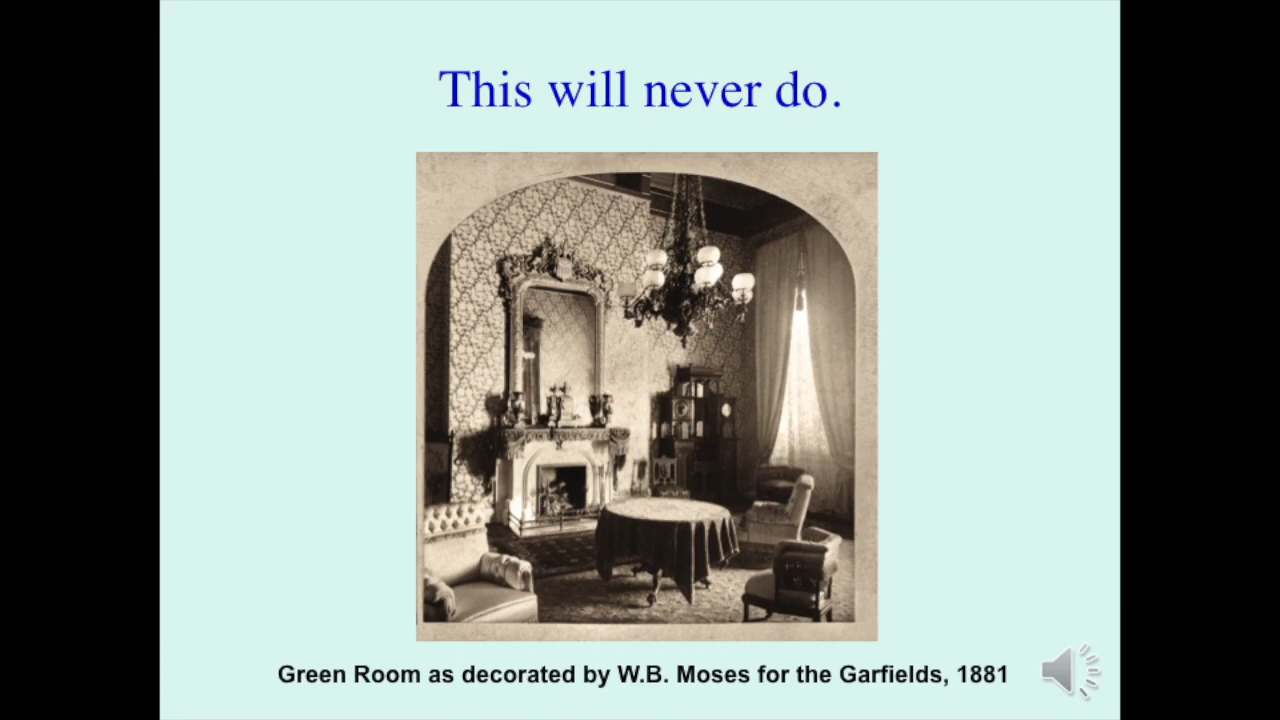 This will never do.
Green Room as decorated by W.B. Moses for the Garfields, 1881